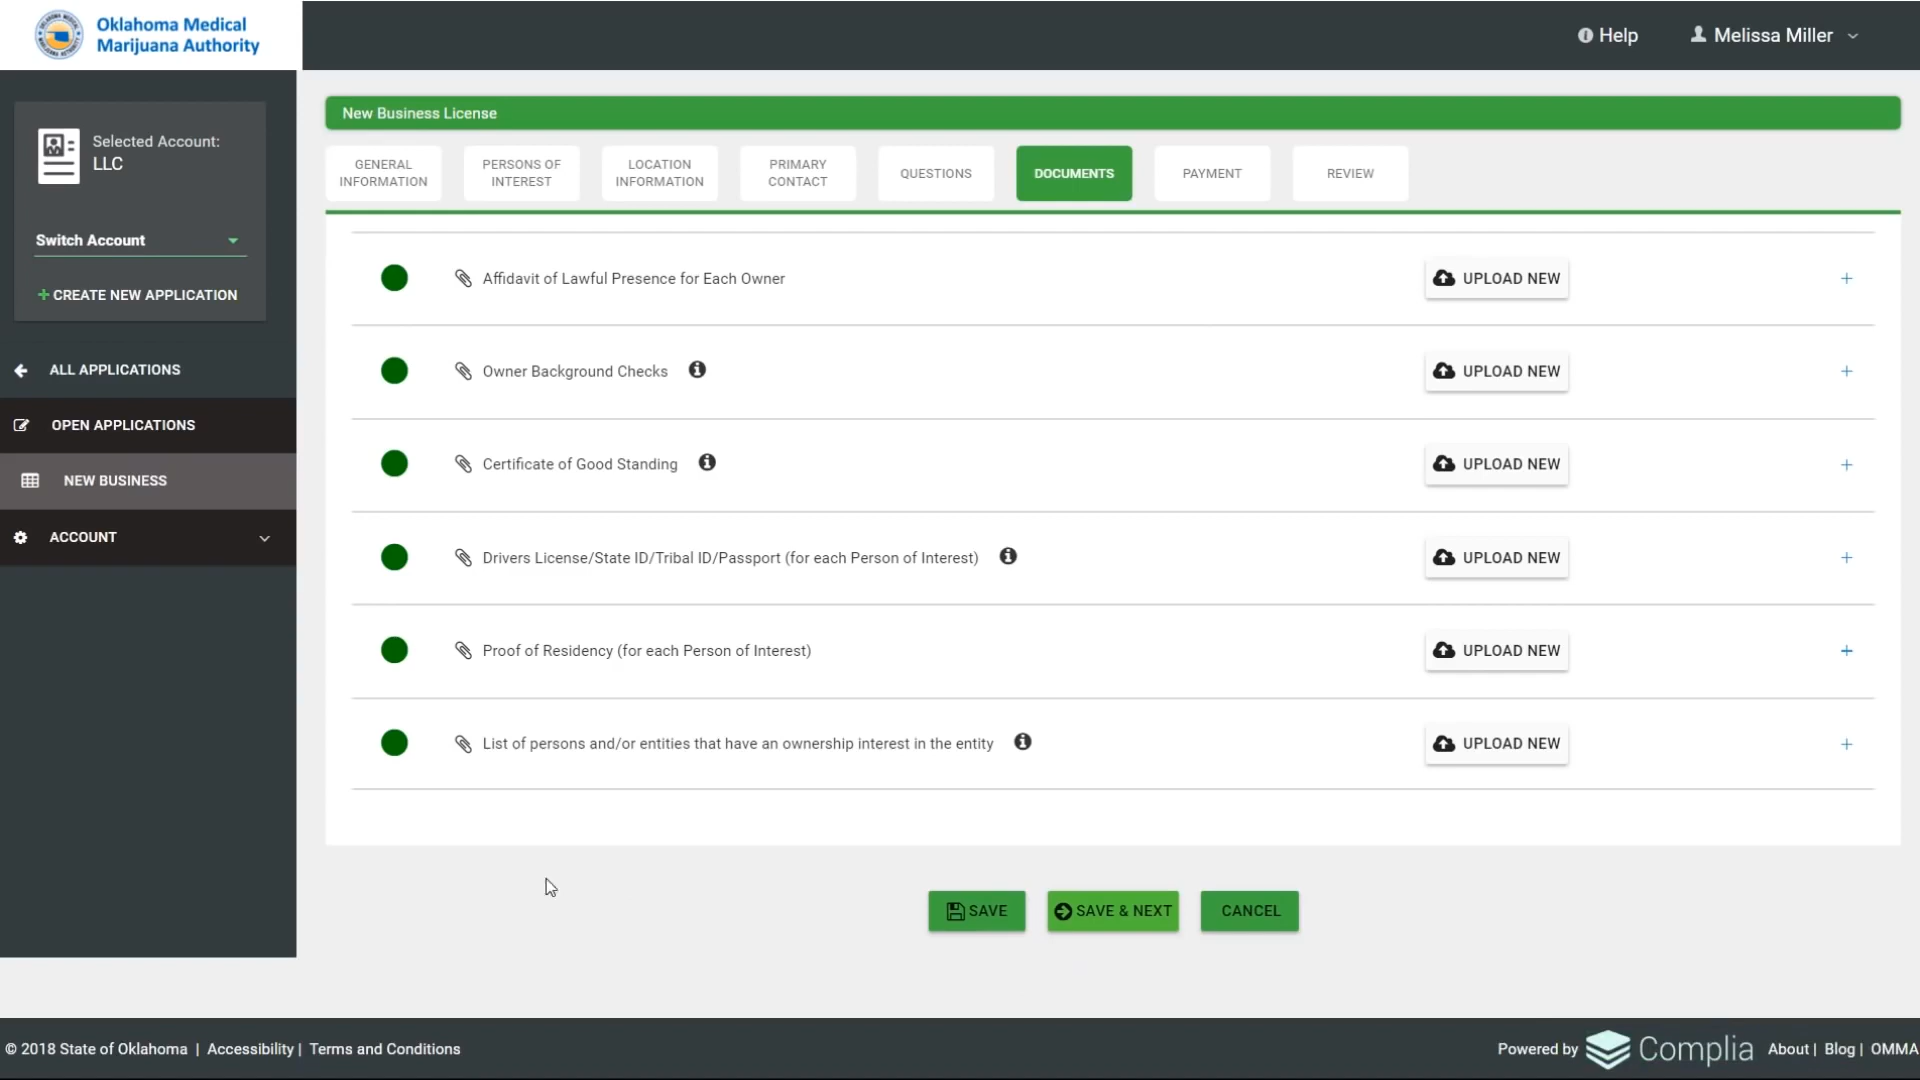 Oklahoma Medical
Marijuana Authority
Help
Melissa Miller
Selected Account:
LLC
Switch Account
+ CREATE NEW APPLICATION
ALL APPLICATIONS
OPEN APPLICATIONS
NEW BUSINESS
ACCOUNT
New Business License
GENERAL
INFORMATION
PERSONS OF
INTEREST
LOCATION
INFORMATION
PRIMARY
CONTACT
QUESTIONS
DOCUMENTS
PAYMENT
REVIEW
Affidavit of Lawful Presence for Each Owner
UPLOAD NEW
+
Owner Background Checks
UPLOAD NEW
+
Certificate of Good Standing
UPLOAD NEW
+
Drivers License/State ID/Tribal ID/Passport (for each Person of Interest)
UPLOAD NEW
+
Proof of Residency (for each Person of Interest)
UPLOAD NEW
+
List of persons and/or entities that have an ownership interest in the entity
UPLOAD NEW
+
SAVE
SAVE & NEXT
CANCEL
© 2018 State of Oklahoma | Accessibility | Terms and Conditions
Powered by Complia About | Blog | OMMA